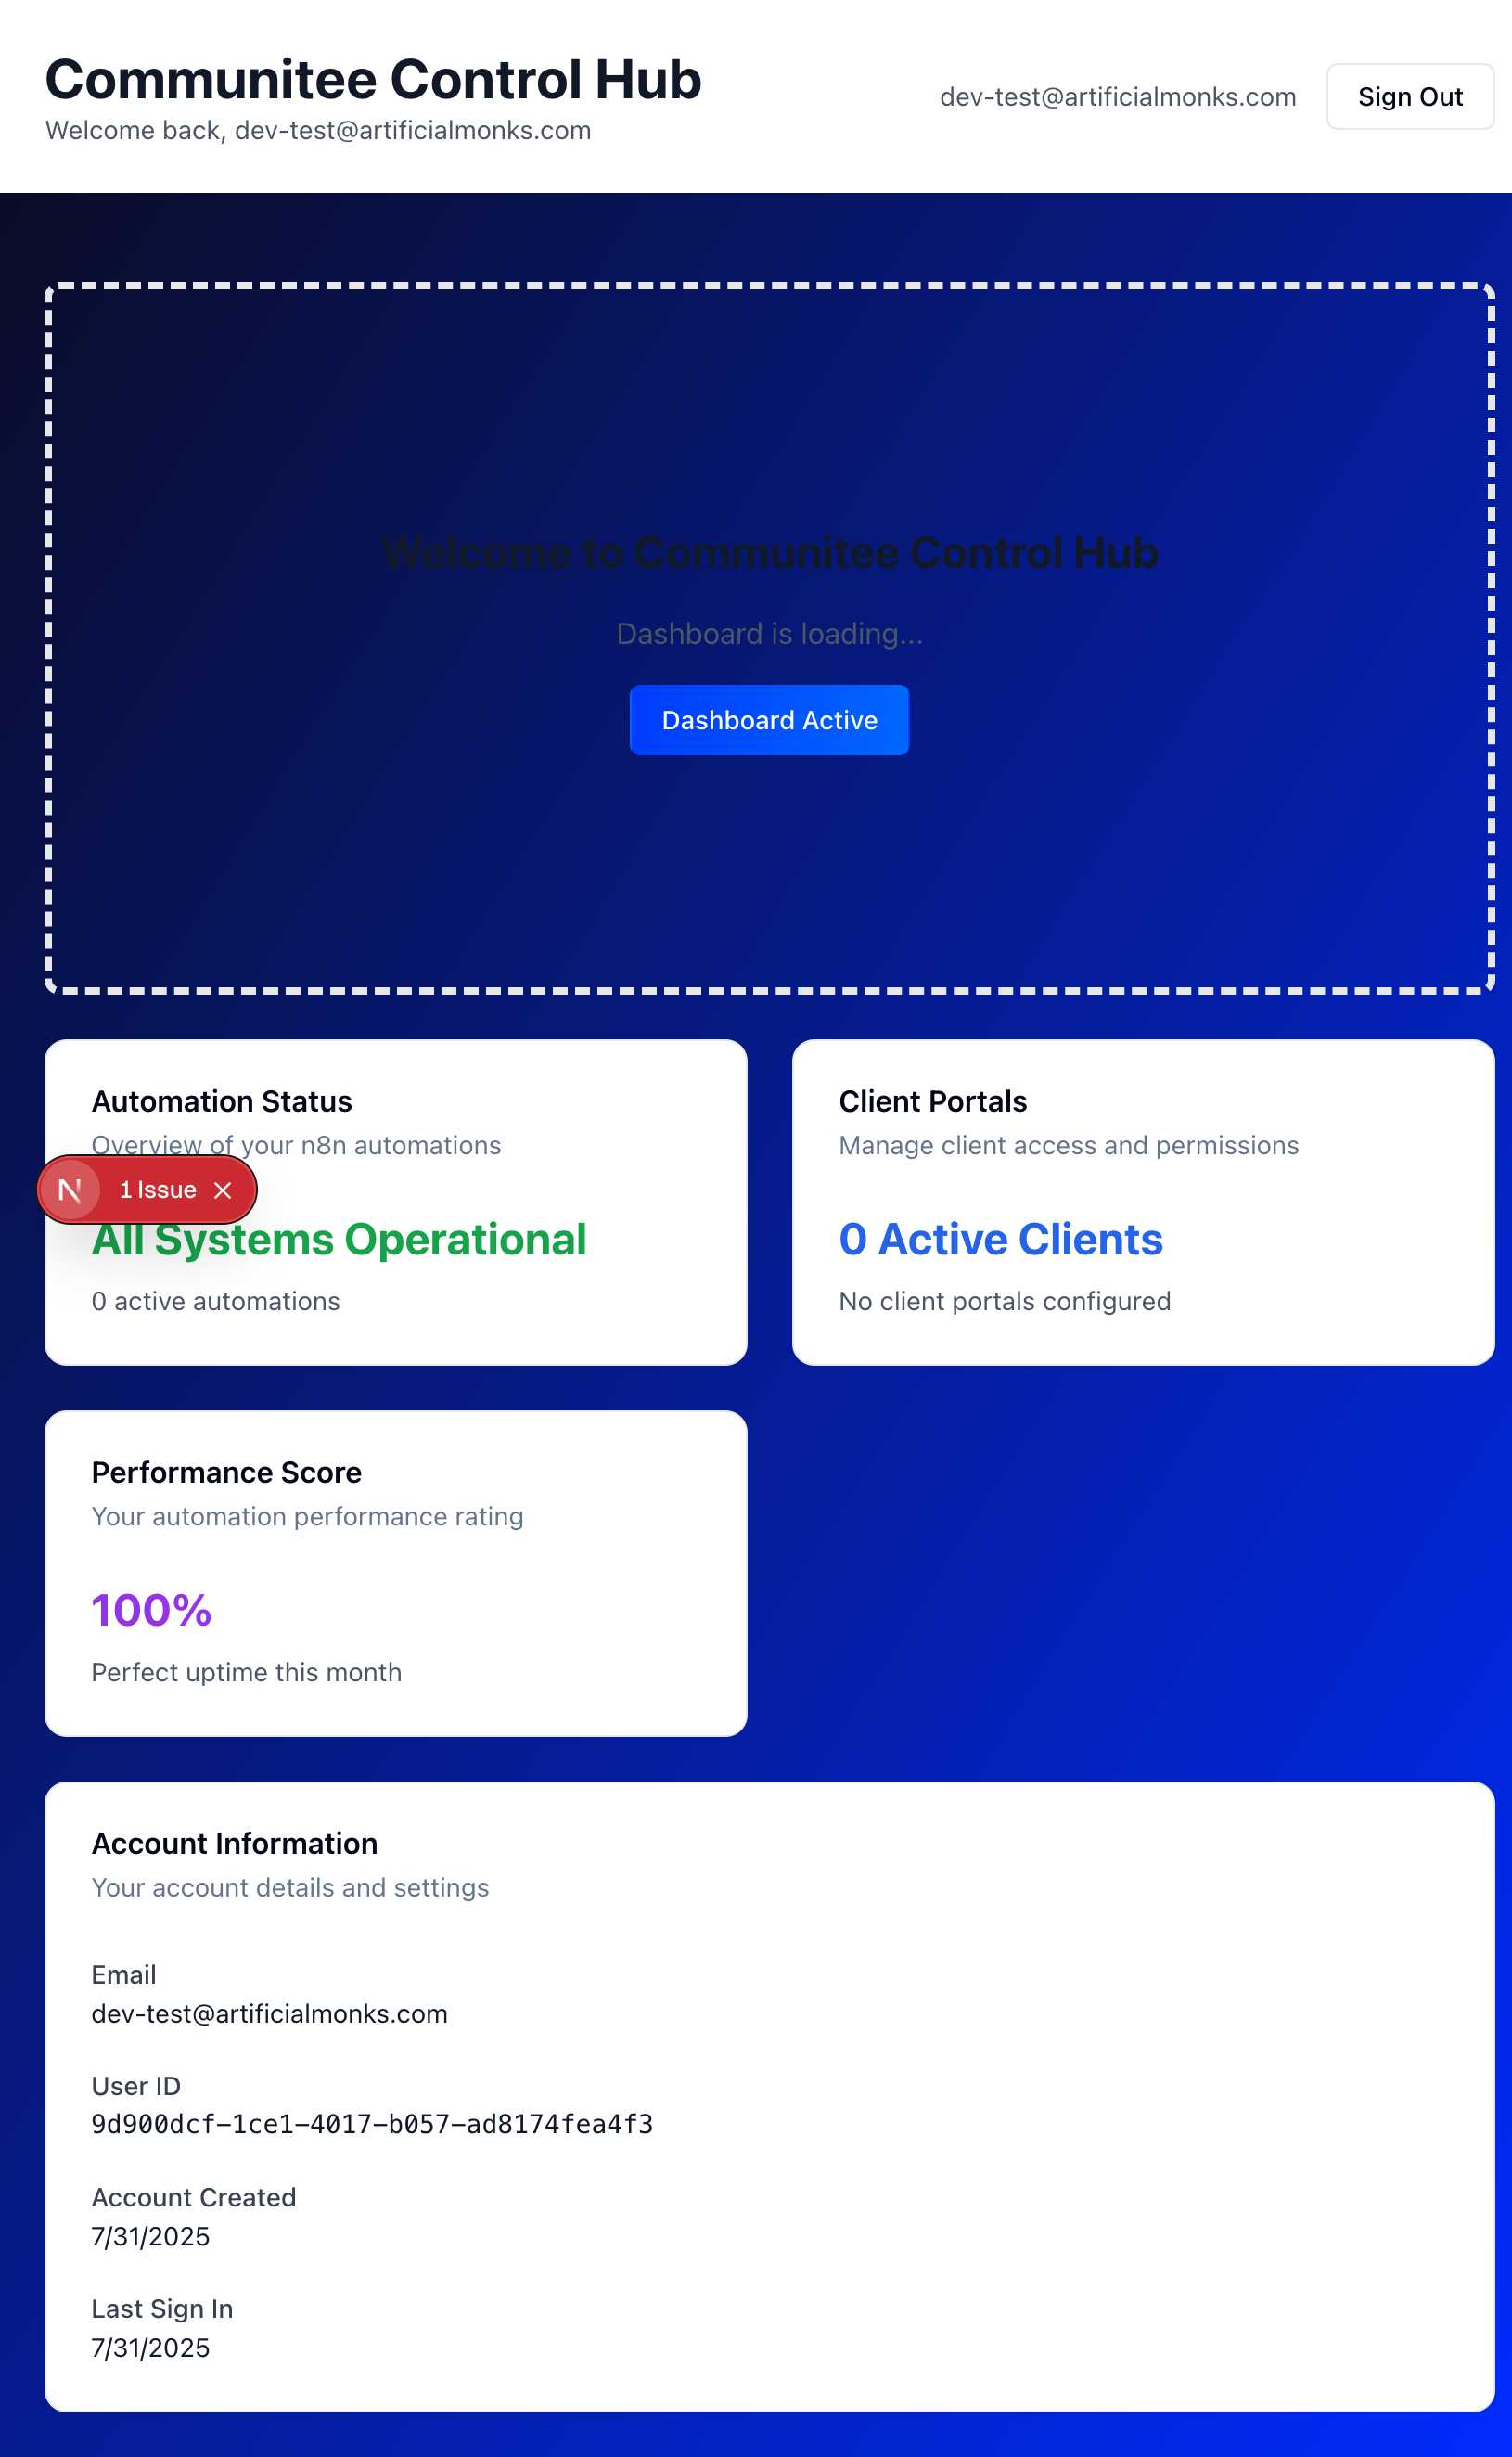 Communitee Control Hub
Welcome back, dev-test@artificialmonks.com
dev-test@artificialmonks.com
Sign Out
Welcome to Communitee Control Hub
Dashboard is loading...
Dashboard Active
Automation Status
Overview of your n8n automations
N 1 Issue
All Systems Operational
0 active automations
Client Portals
Manage client access and permissions
0 Active Clients
No client portals configured
Performance Score
Your automation performance rating
100%
Perfect uptime this month
Account Information
Your account details and settings
Email
dev-test@artificialmonks.com
User ID
9d900dcf-1ce1-4017-b057-ad8174fea4f3
Account Created
7/31/2025
Last Sign In
7/31/2025